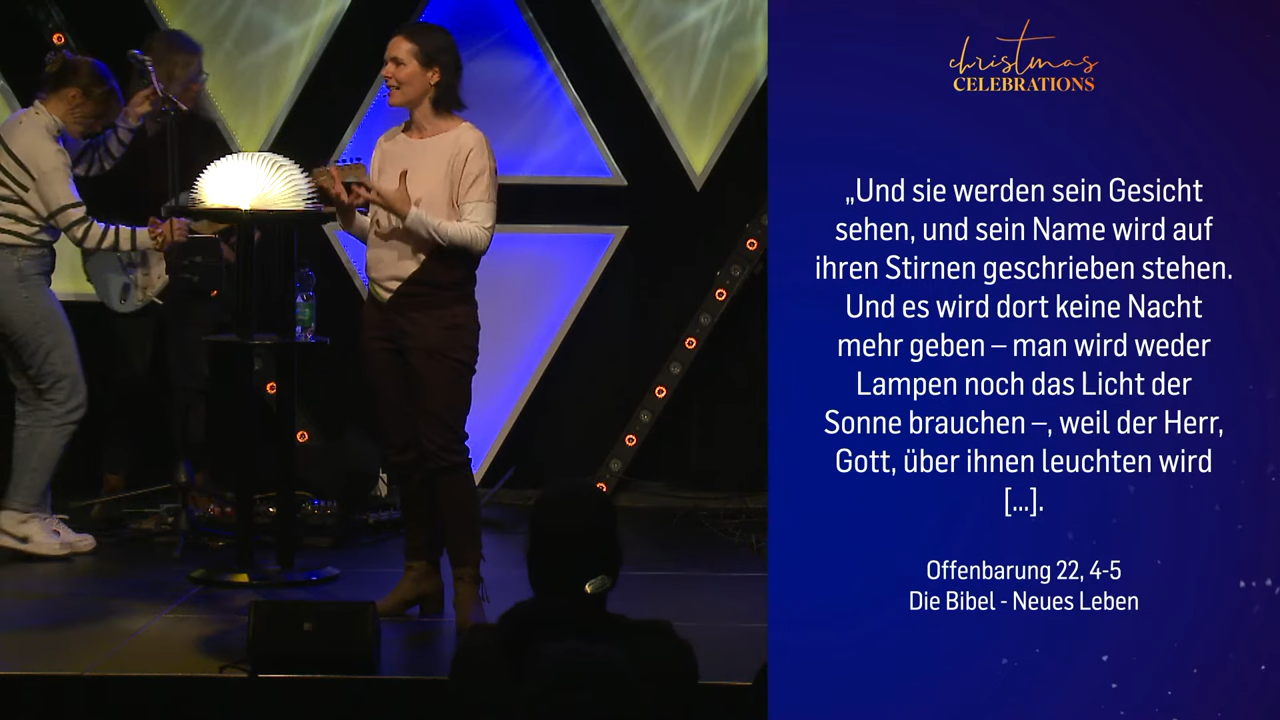 christmas
CELEBRATIONS
„Und sie werden sein Gesicht
sehen, und sein Name wird auf
ihren Stirnen geschrieben stehen.
Und es wird dort keine Nacht
mehr geben – man wird weder
Lampen noch das Licht der
Sonne brauchen –, weil der Herr,
Gott, über ihnen leuchten wird
[...].
Offenbarung 22, 4-5
Die Bibel - Neues Leben